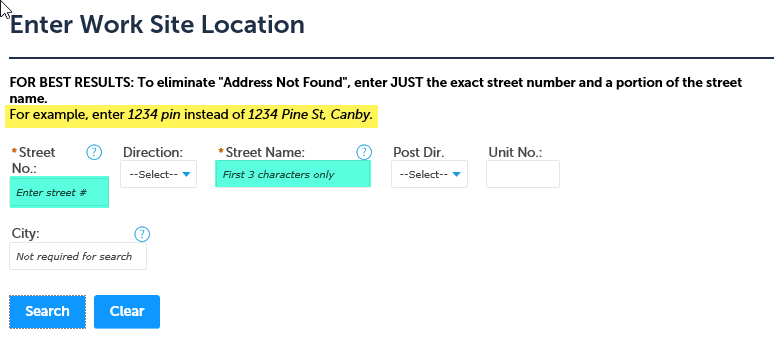 Enter Work Site Location
FOR BEST RESULTS: To eliminate "Address Not Found", enter JUST the exact street number and a portion of the street
name.
For example, enter 1234 pin instead of 1234 Pine St, Canby.
* Street No.: ?
Direction:
* Street Name: ?
Post Dir.
Unit No.:
Enter street #
--Select--
First 3 characters only
--Select--
City: ?
Not required for search
Search
Clear